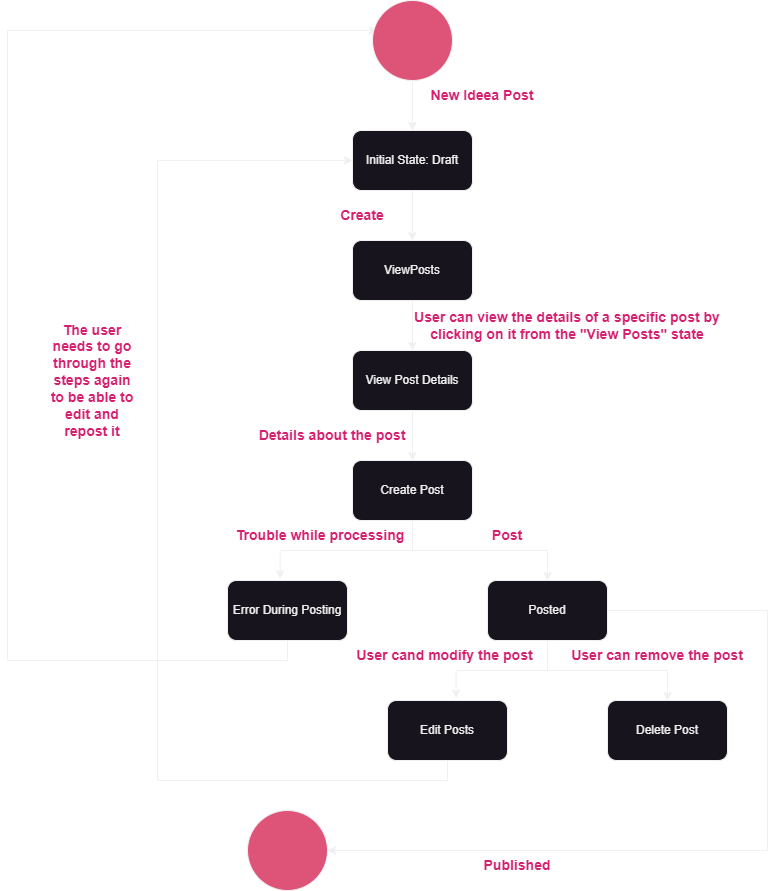 New Ideea Post
Initial State: Draft
Create
ViewPosts
User can view the details of a specific post by
clicking on it from the "View Posts" state
The user
needs to go
through the
steps again
to be able to
edit and
repost it
View Post Details
Details about the post
Create Post
Trouble while processing
Post
Error During Posting
Posted
User cand modify the post
User can remove the post
Edit Posts
Delete Post
Published